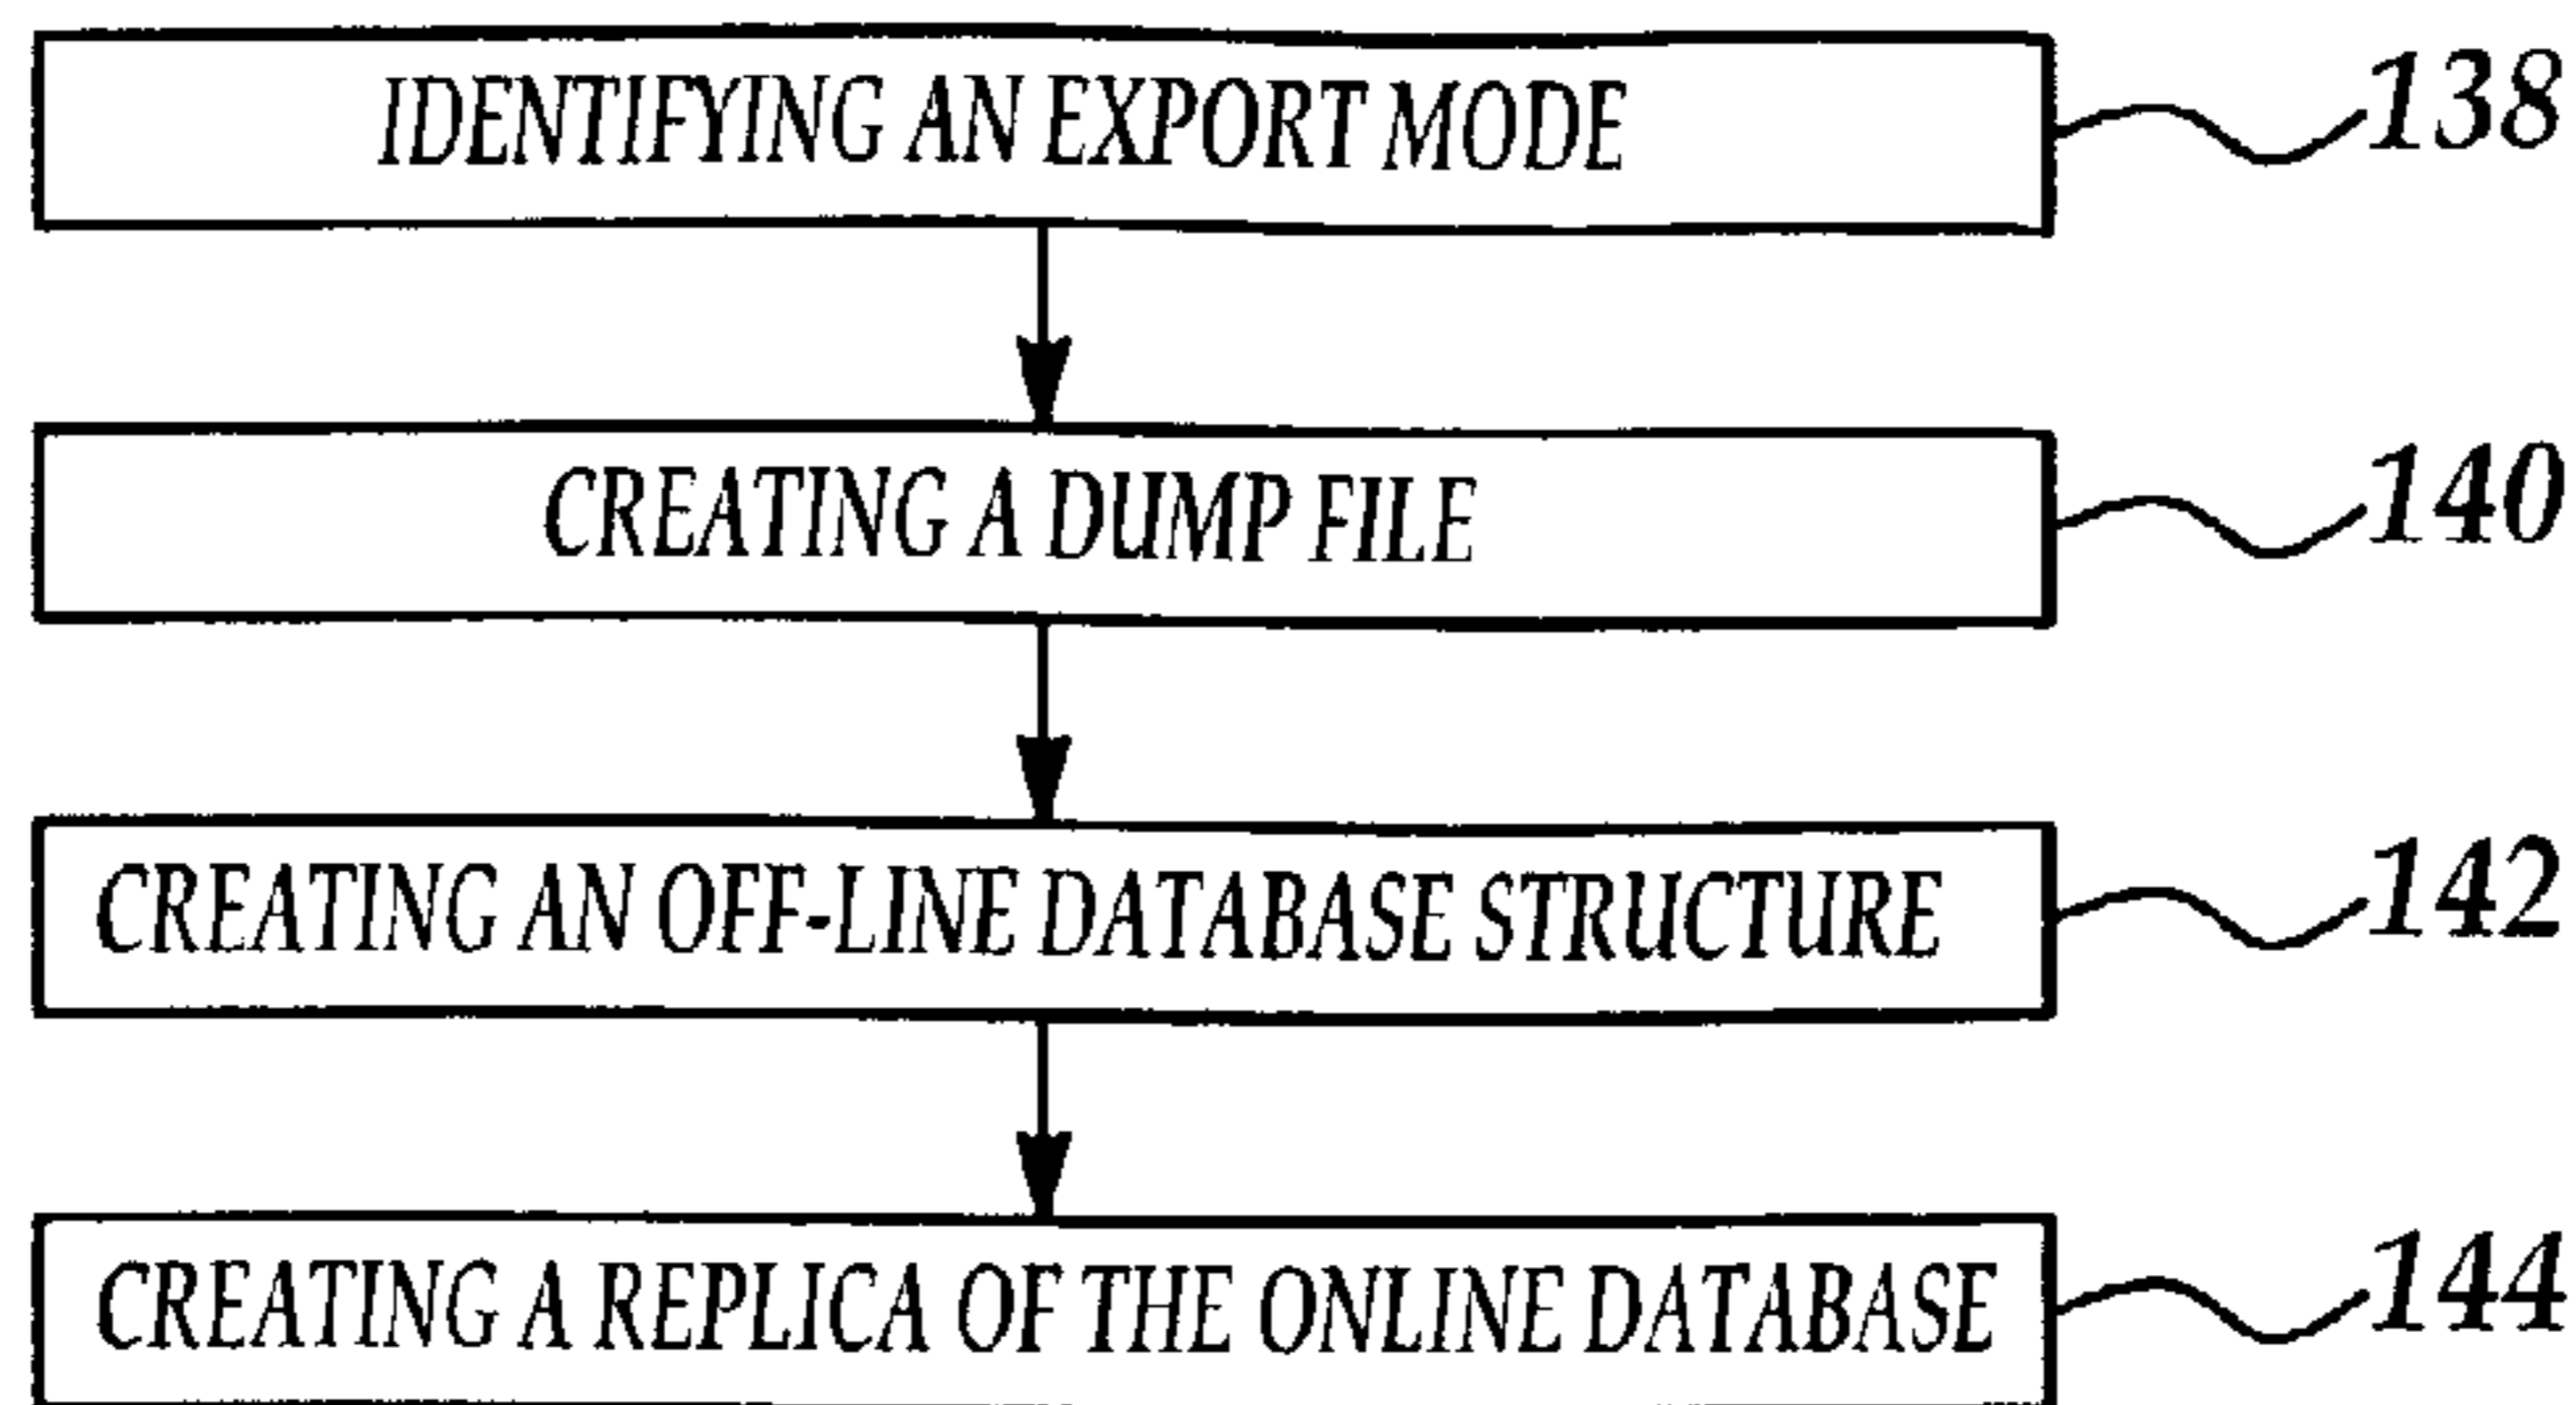 IDENTIFYING AN EXPORT MODE 138
CREATING A DUMP FILE 140
CREATING AN OFF-LINE DATABASE STRUCTURE 142
CREATING A REPLICA OF THE ONLINE DATABASE 144